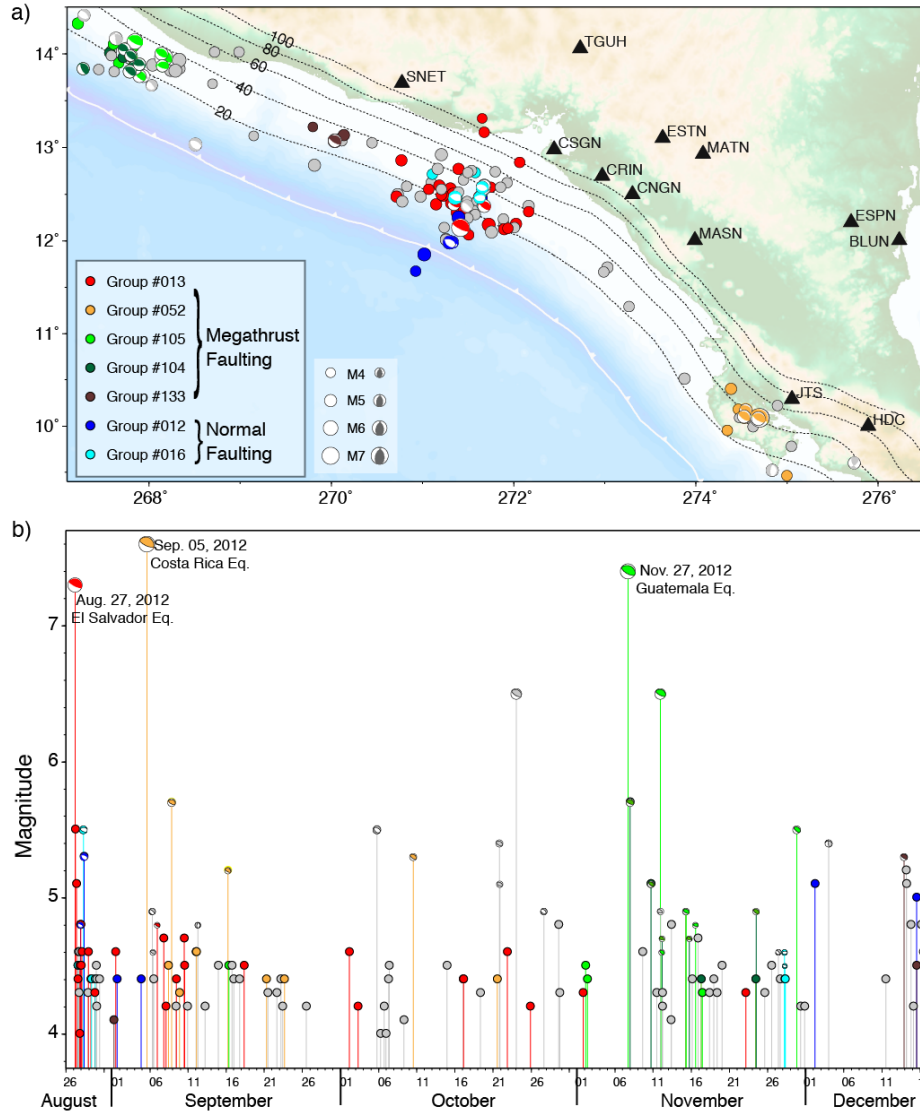 a)
14˚
13˚
12˚
11˚
10˚
100
80
60
40
20
TGUH
SNET
ESTN
MATN
CSGN
CRIN
CNGN
MASN
ESPN
BLUN
JTS
HDC
Group #013
Group #052
Group #105
Group #104
Group #133
Group #012
Group #016
Megathrust
Faulting
Normal
Faulting
M4
M5
M6
M7
268˚
270˚
272˚
274˚
276˚
b)
Sep. 05, 2012
Costa Rica Eq.
Aug. 27, 2012
El Salvador Eq.
Nov. 27, 2012
Guatemala Eq.
Magnitude
7
6
5
4
26 01 06 11 16 21 26 01 06 11 16 21 26 01 06 11 16 21 26 01 06 11 16
August September October November December